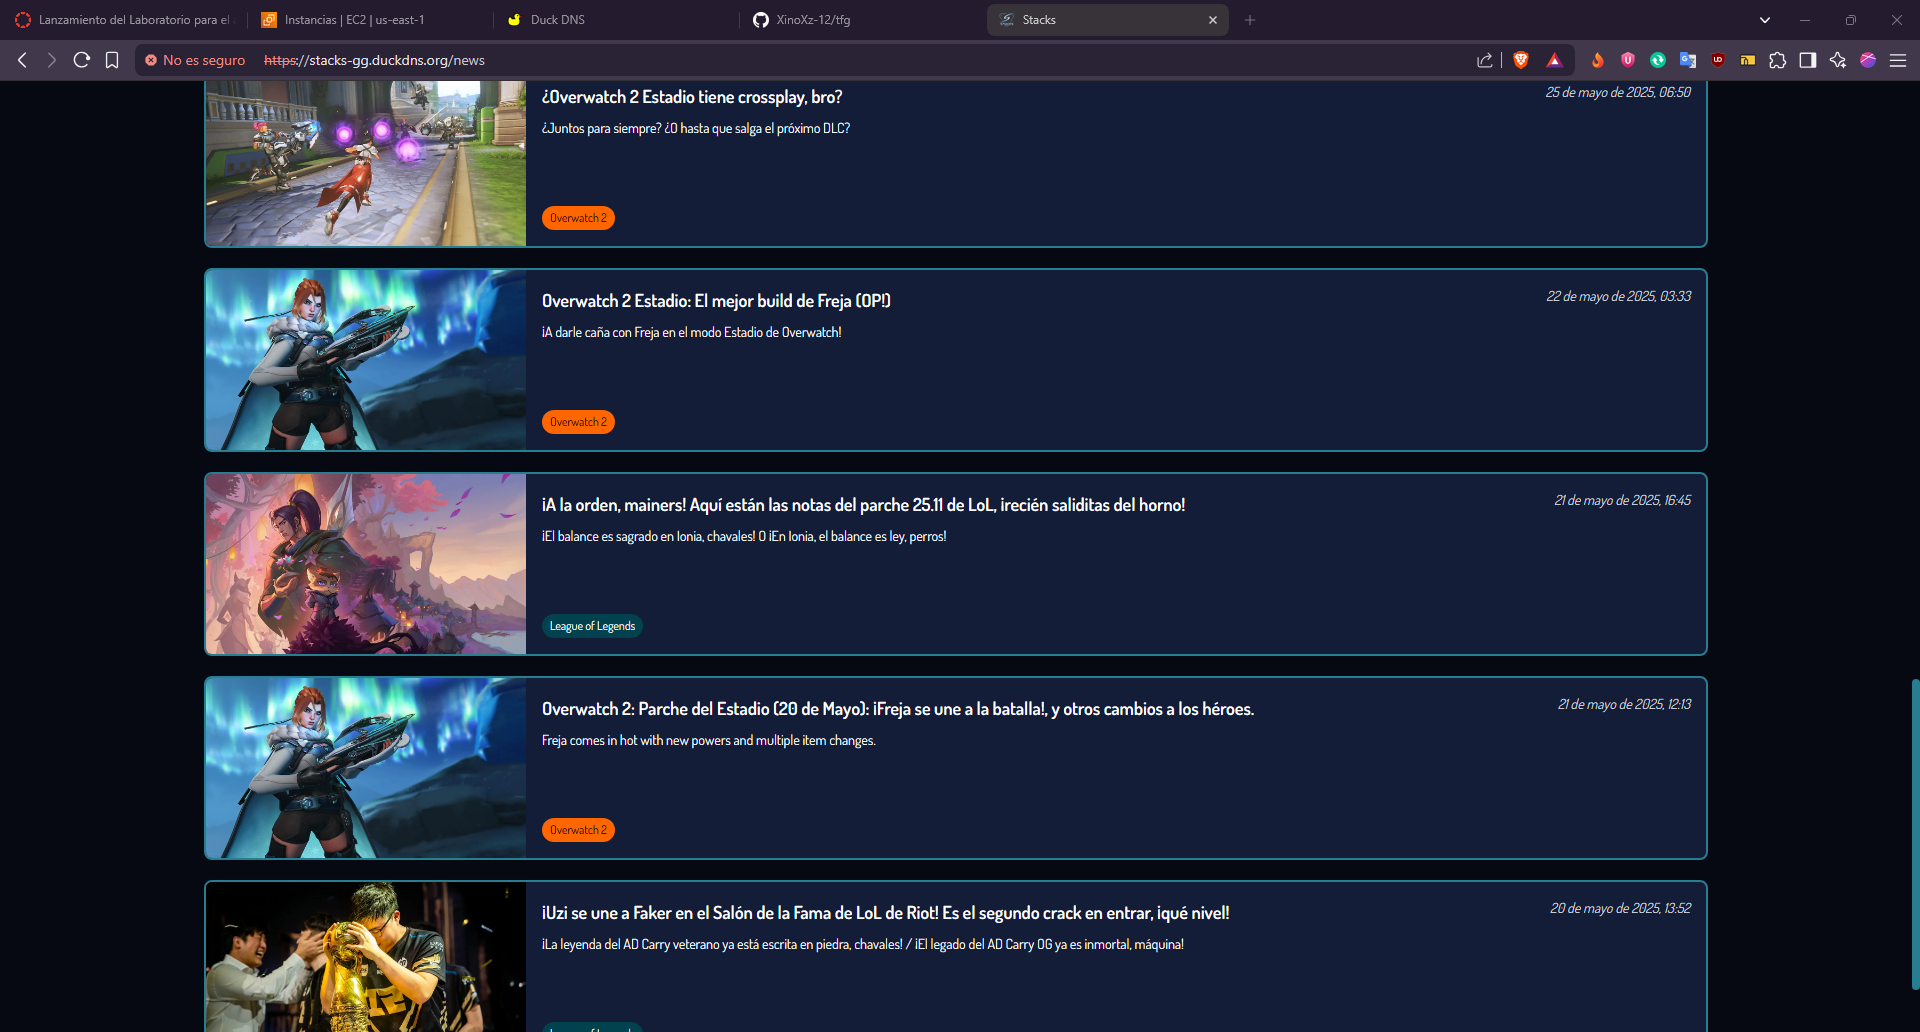 Lanzamiento del Laboratorio para el
Instancias | EC2 | us-east-1
Duck DNS
XinoXz-12/tfg
Stacks
No es seguro
https://stacks-gg.duckdns.org/news
¿Overwatch 2 Estadio tiene crossplay, bro?
25 de mayo de 2025, 06:50
¿Juntos para siempre? ¿O hasta que salga el próximo DLC?
Overwatch 2
Overwatch 2 Estadio: El mejor build de Freja (OP!)
22 de mayo de 2025, 03:33
¡A darle caña con Freja en el modo Estadio de Overwatch!
Overwatch 2
¡A la orden, mainers! Aquí están las notas del parche 25.11 de LoL, ¡recién saliditas del horno!
21 de mayo de 2025, 16:45
¡El balance es sagrado en Ionia, chavales! O ¡En Ionia, el balance es ley, perros!
League of Legends
Overwatch 2: Parche del Estadio (20 de Mayo): ¡Freja se une a la batalla!, y otros cambios a los héroes.
21 de mayo de 2025, 12:13
Freja comes in hot with new powers and multiple item changes.
Overwatch 2
¡Uzi se une a Faker en el Salón de la Fama de LoL de Riot! Es el segundo crack en entrar, ¡qué nivel!
20 de mayo de 2025, 13:52
¡La leyenda del AD Carry veterano ya está escrita en piedra, chavales! / ¡El legado del AD Carry OG ya es inmortal, máquina!